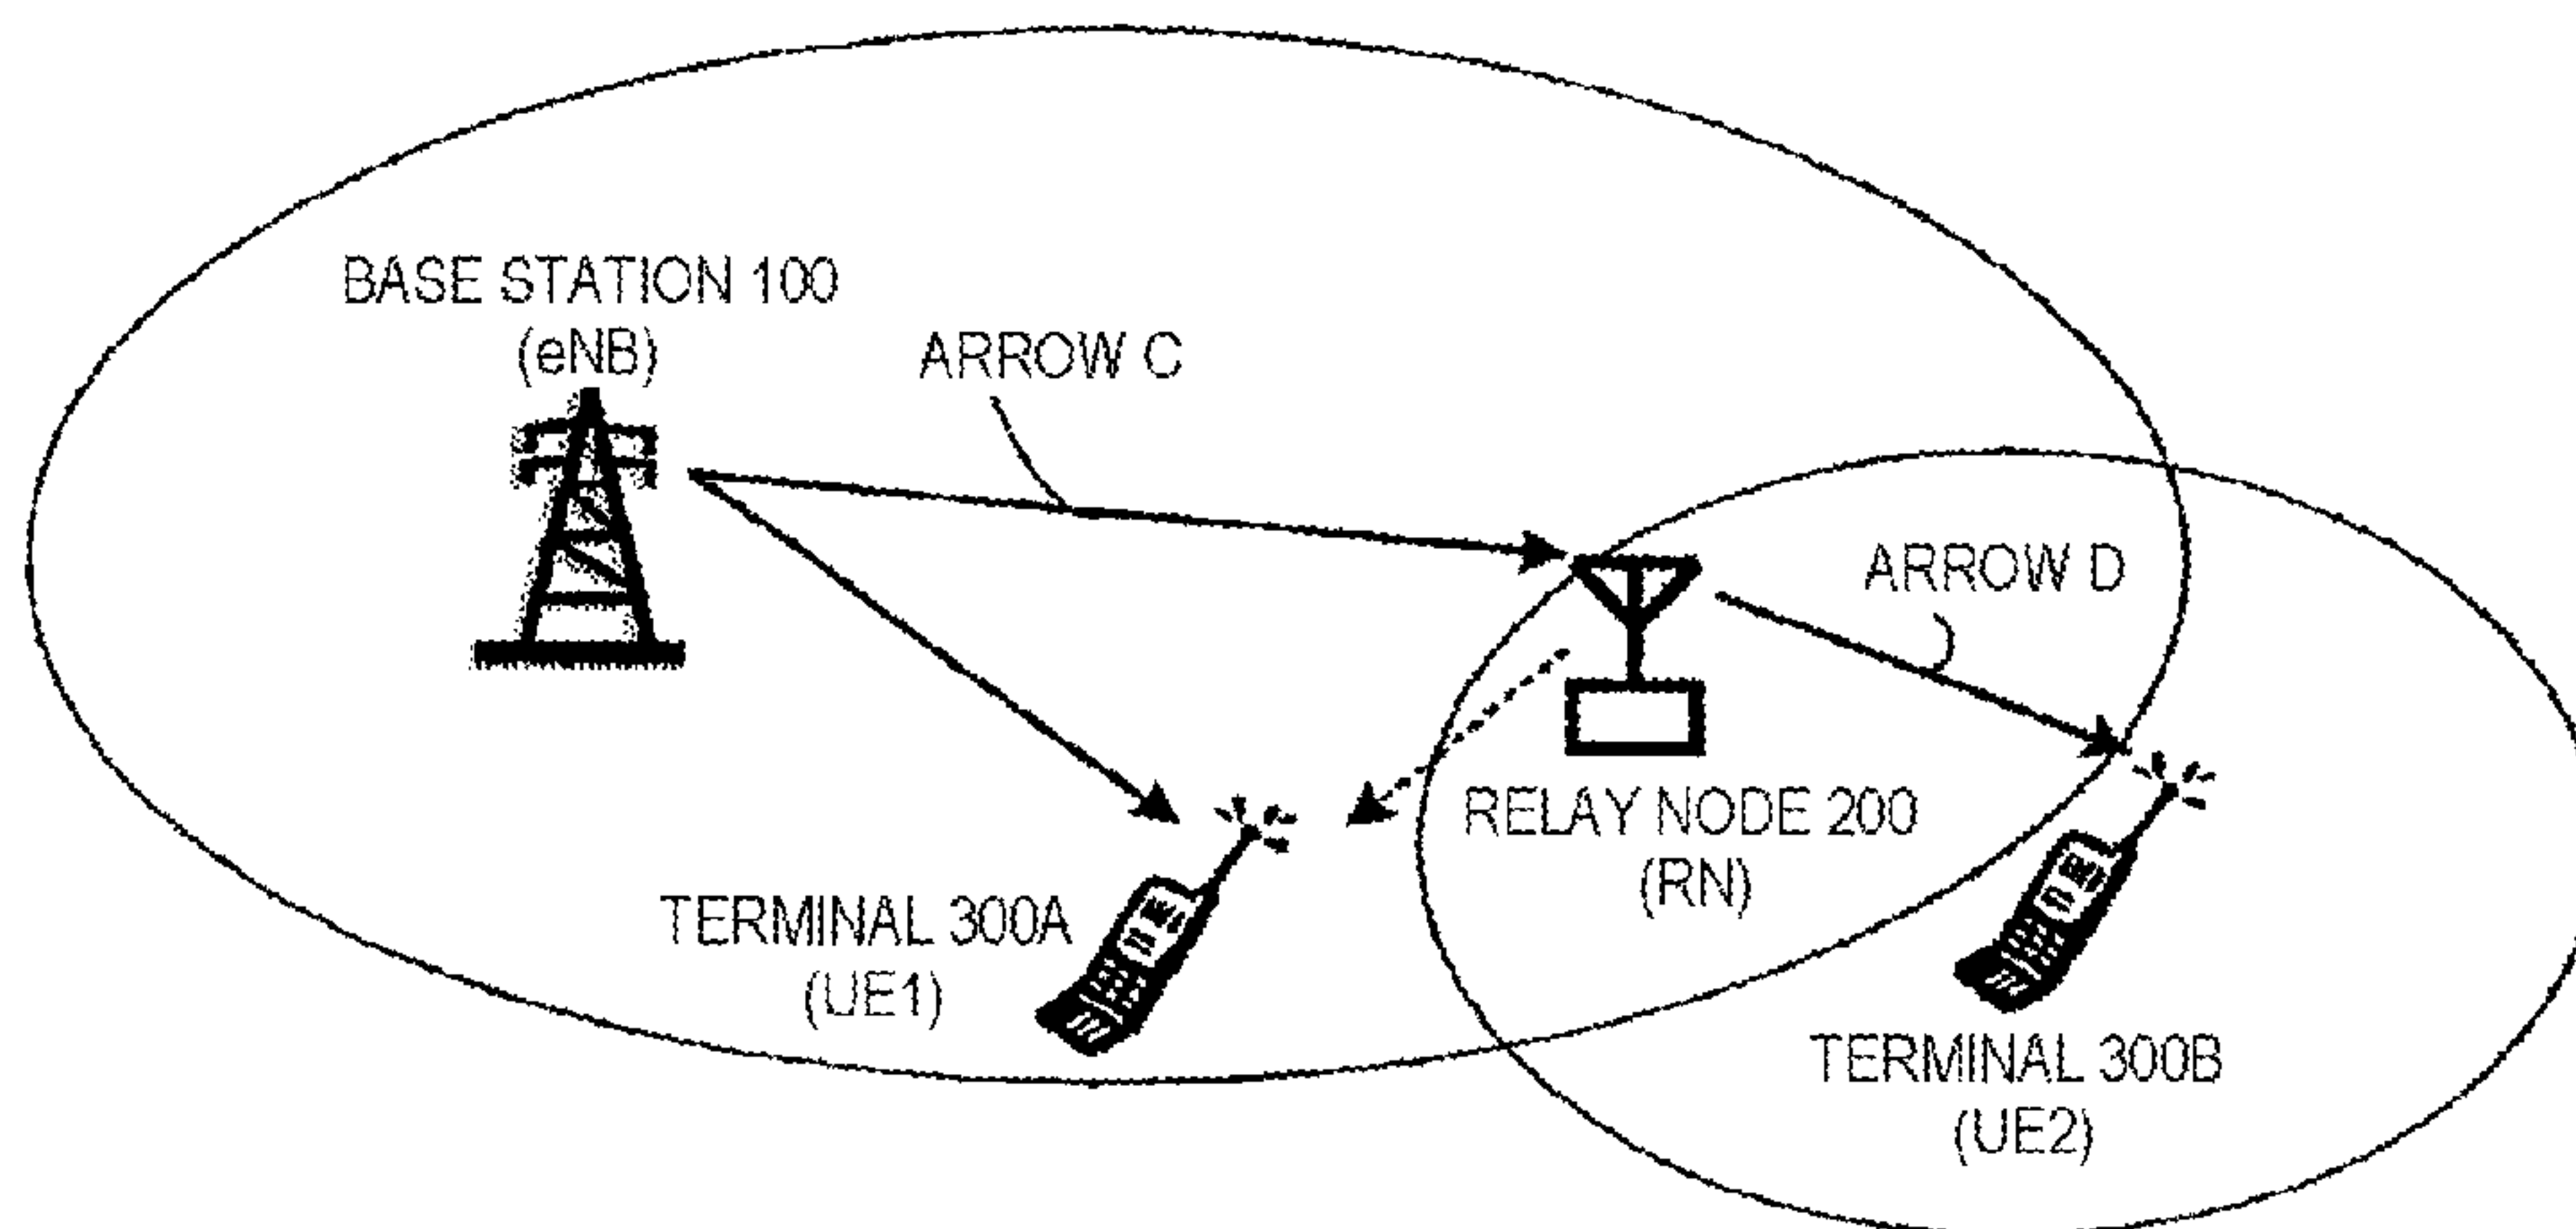 BASE STATION 100
(eNB)
ARROW C
ARROW D
RELAY NODE 200
(RN)
TERMINAL 300A
(UE1)
TERMINAL 300B
(UE2)